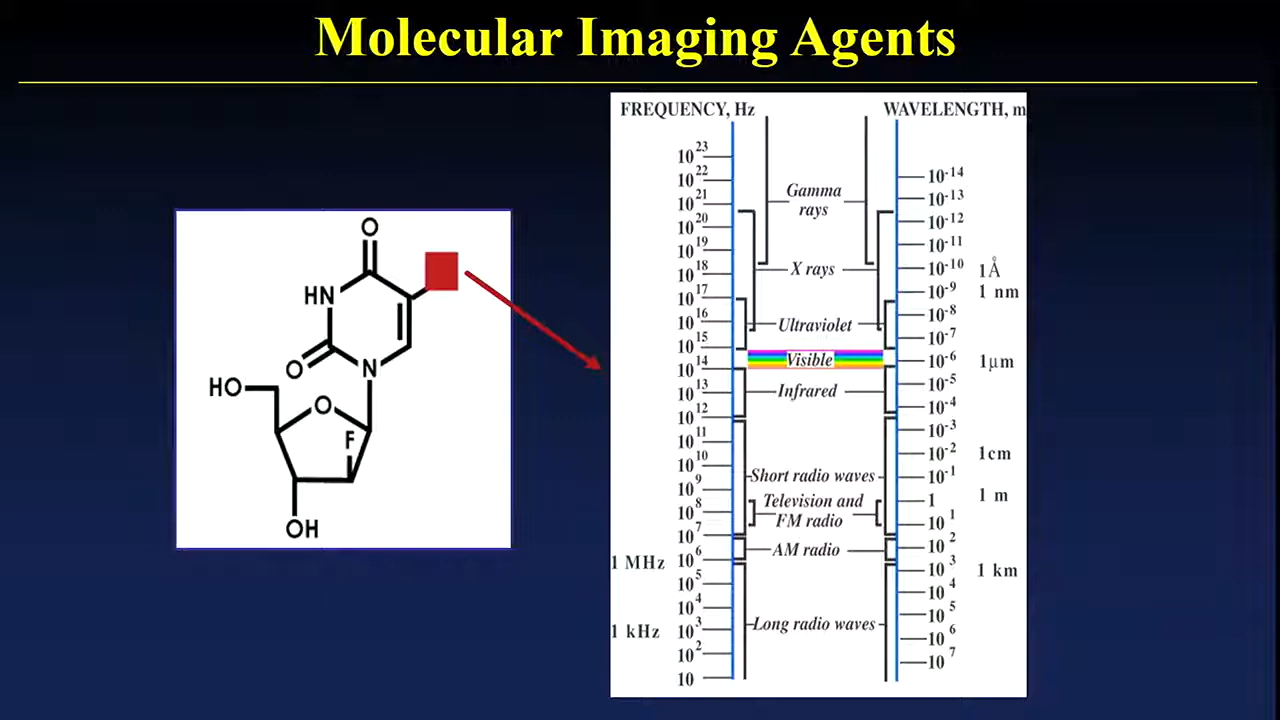 Molecular Imaging Agents
O
HN
O
N
HO
O
F
OH
FREQUENCY, Hz
WAVELENGTH, m
10²³
10²²
10²¹
10²⁰
10¹⁹
10¹⁸
10¹⁷
10¹⁶
10¹⁵
10¹⁴
10¹³
10¹²
10¹¹
10¹⁰
10⁹
10⁸
10⁷
1 MHz 10⁶
10⁵
10⁴
1 kHz 10³
10²
10
Gamma
rays
X rays
Ultraviolet
Visible
Infrared
Short radio waves
Television and
FM radio
AM radio
Long radio waves
10⁻¹⁴
10⁻¹³
10⁻¹²
10⁻¹¹
10⁻¹⁰ 1Å
10⁻⁹ 1 nm
10⁻⁸
10⁻⁷
10⁻⁶ 1μm
10⁻⁵
10⁻⁴
10⁻³
10⁻² 1cm
10⁻¹
1 1 m
10¹
10²
10³ 1 km
10⁴
10⁵
10⁶
10⁷